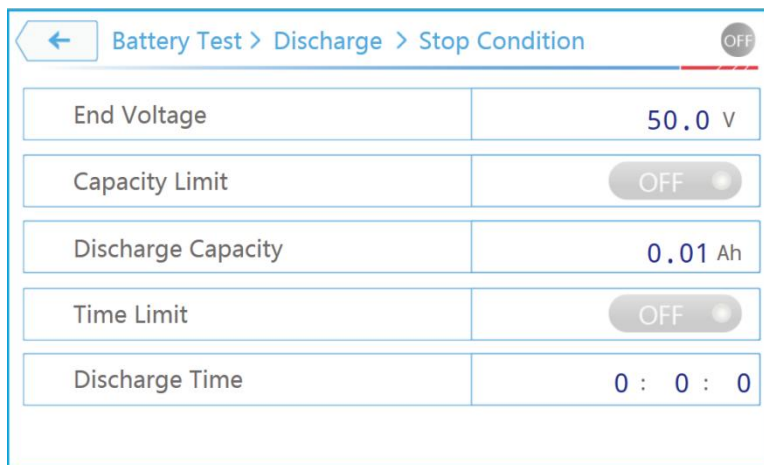 Battery Test > Discharge > Stop Condition OFF
End Voltage 50.0 V
Capacity Limit OFF
Discharge Capacity 0.01 Ah
Time Limit OFF
Discharge Time 0 : 0 : 0